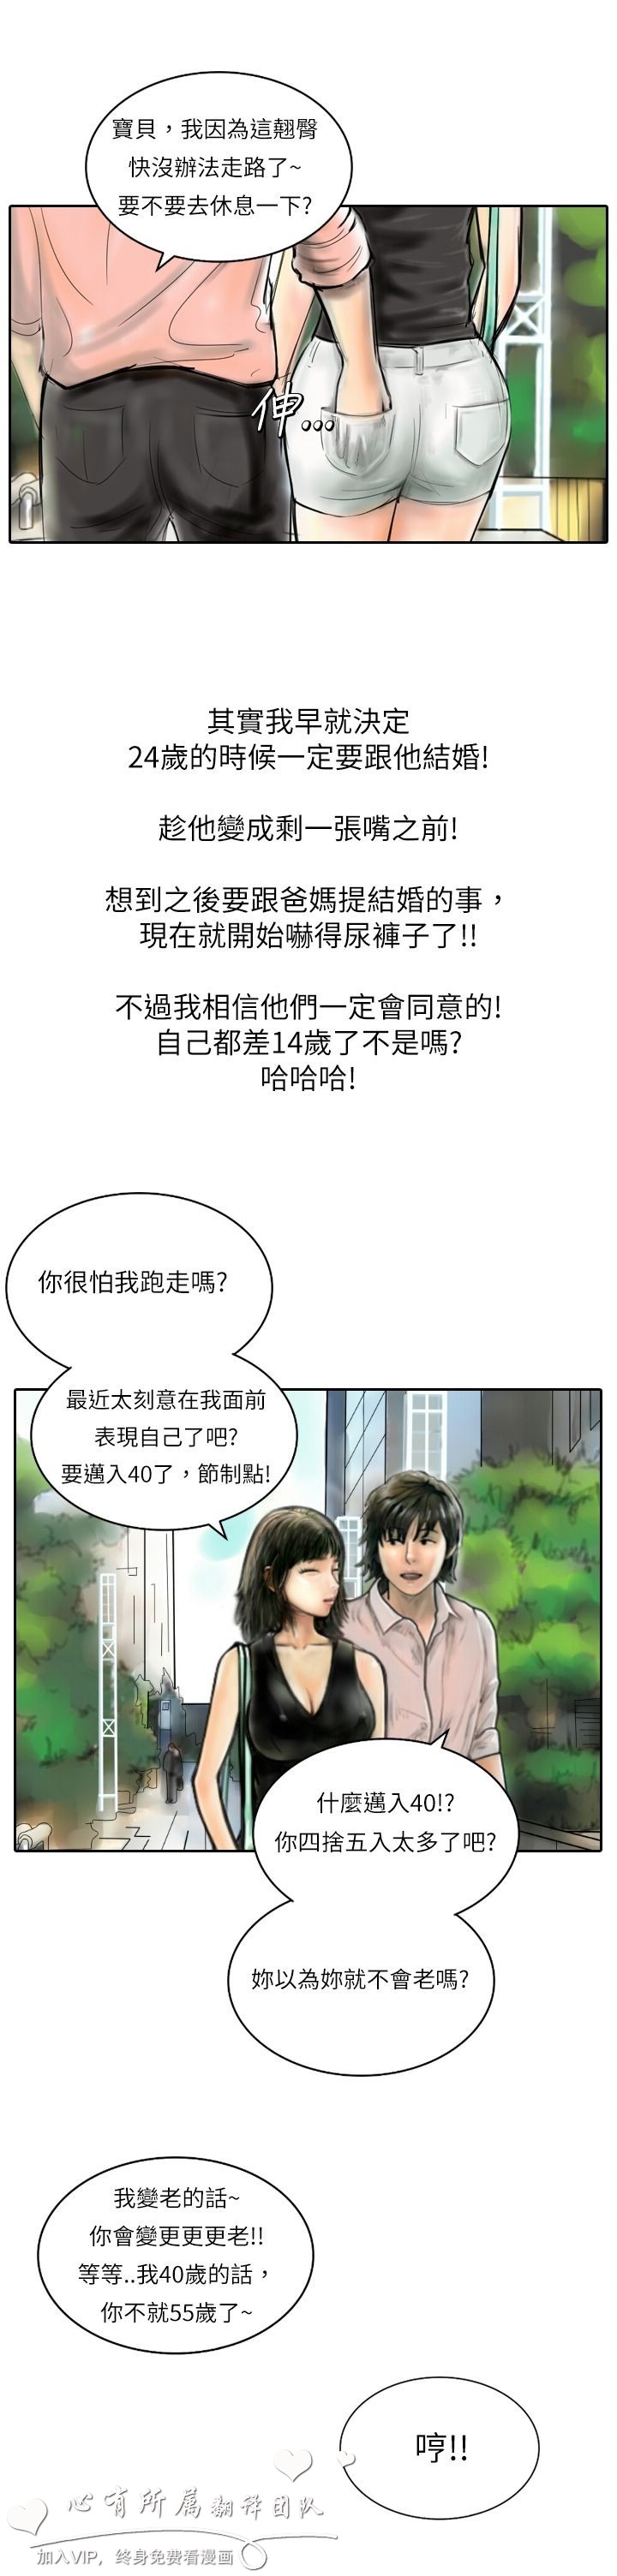 寶貝，我因為這翹臀
快沒辦法走路了~
要不要去休息一下?
伸...
其實我早就決定
24歲的時候一定要跟他結婚!
趁他變成剩一張嘴之前!
想到之後要跟爸媽提結婚的事，
現在就開始嚇得尿褲子了!!
不過我相信他們一定會同意的!
自己都差14歲了不是嗎?
哈哈哈!
你很怕我跑走嗎?
最近太刻意在我面前
表現自己了吧?
要邁入40了，節制點!
什麼邁入40!?
你四捨五入太多了吧?
妳以為妳就不會老嗎?
我變老的話~
你會變更更更老!!
等等..我40歲的話，
你不就55歲了~
哼!!
心有所属翻译团队
加入VIP，终身免费看漫画